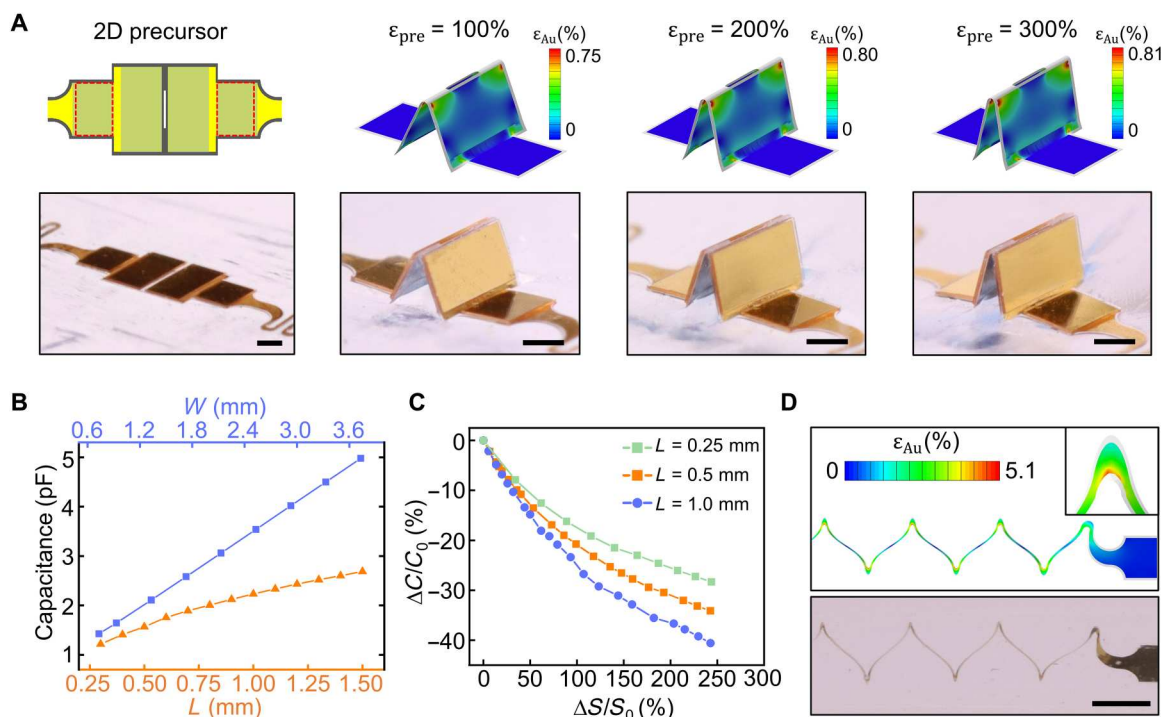 A
2D precursor
εpre = 100%
εAu(%)
0.75
0
εpre = 200%
εAu(%)
0.80
0
εpre = 300%
εAu(%)
0.81
0
B
W (mm)
0.6 1.2 1.8 2.4 3.0 3.6
Capacitance (pF)
5
4
3
2
1
0.25 0.50 0.75 1.00 1.25 1.50
L (mm)
C
ΔC/C0 (%)
0
−10
−20
−30
−40
L = 0.25 mm
L = 0.5 mm
L = 1.0 mm
0 50 100 150 200 250 300
ΔS/S0 (%)
D
εAu(%)
0 5.1